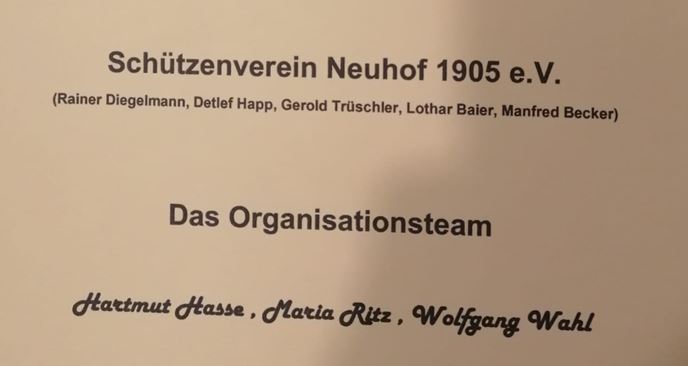 Schützenverein Neuhof 1905 e.V.
(Rainer Diegelmann, Detlef Happ, Gerold Trüschler, Lothar Baier, Manfred Becker)
Das Organisationsteam
Hartmut Hasse , Maria Ritz , Wolfgang Wahl